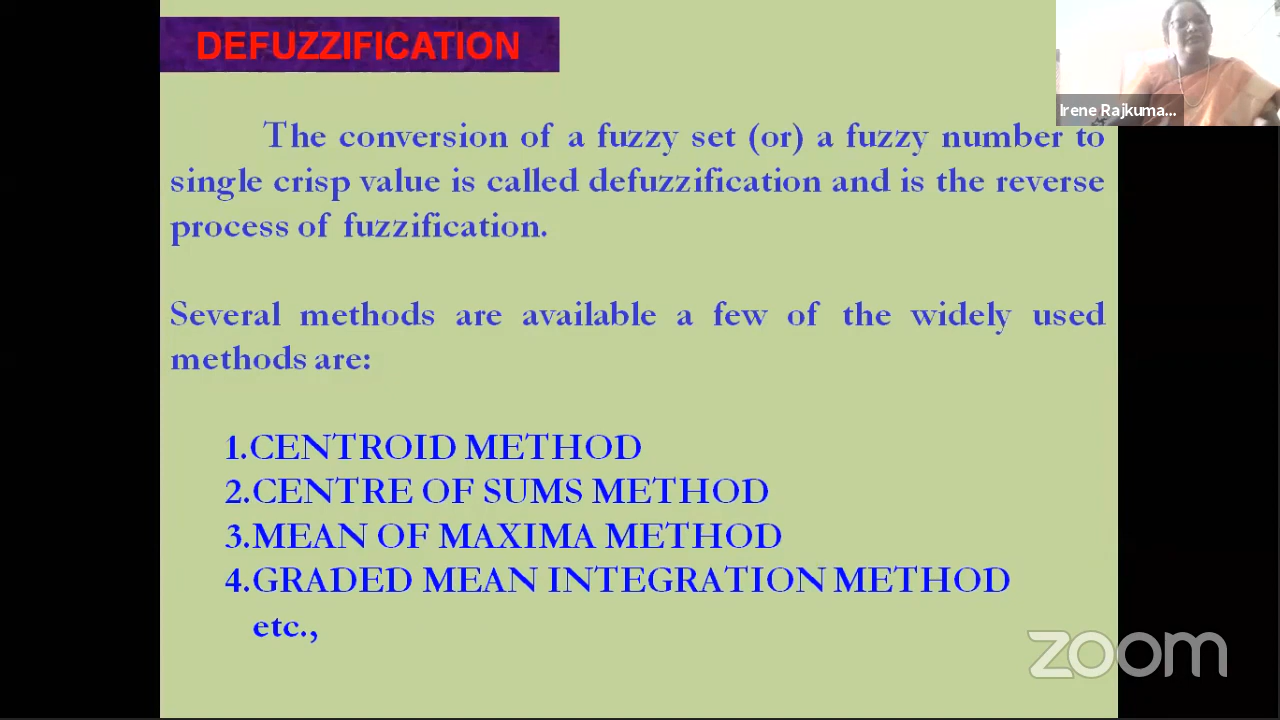 DEFUZZIFICATION
Irene Rajkuma...
The conversion of a fuzzy set (or) a fuzzy number to
single crisp value is called defuzzification and is the reverse
process of fuzzification.
Several methods are available a few of the widely used
methods are:
1.CENTROID METHOD
2.CENTRE OF SUMS METHOD
3.MEAN OF MAXIMA METHOD
4.GRADED MEAN INTEGRATION METHOD
etc.,
zoom